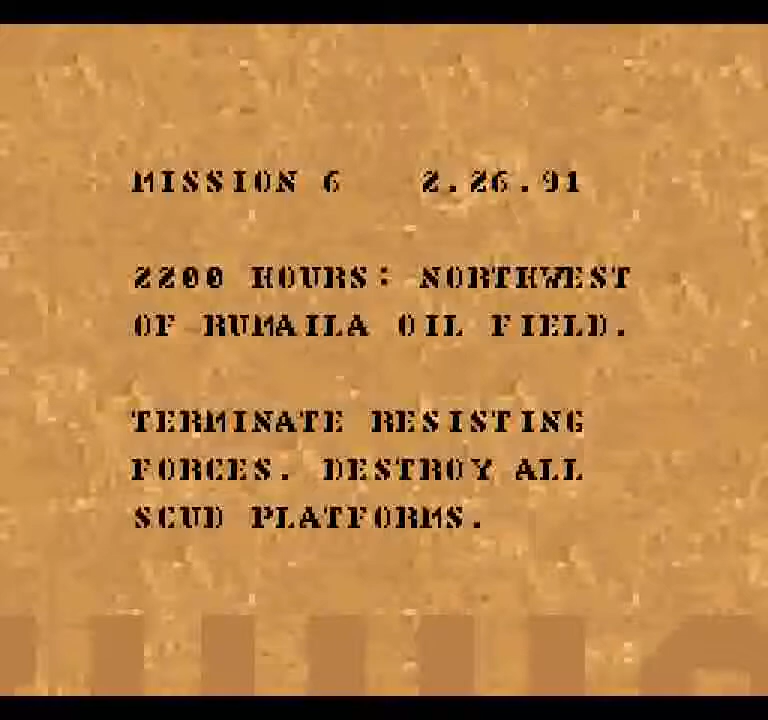 MISSION 6 2.26.91
2200 HOURS: NORTHWEST
OF RUMAILA OIL FIELD.
TERMINATE RESISTING
FORCES. DESTROY ALL
SCUD PLATFORMS.